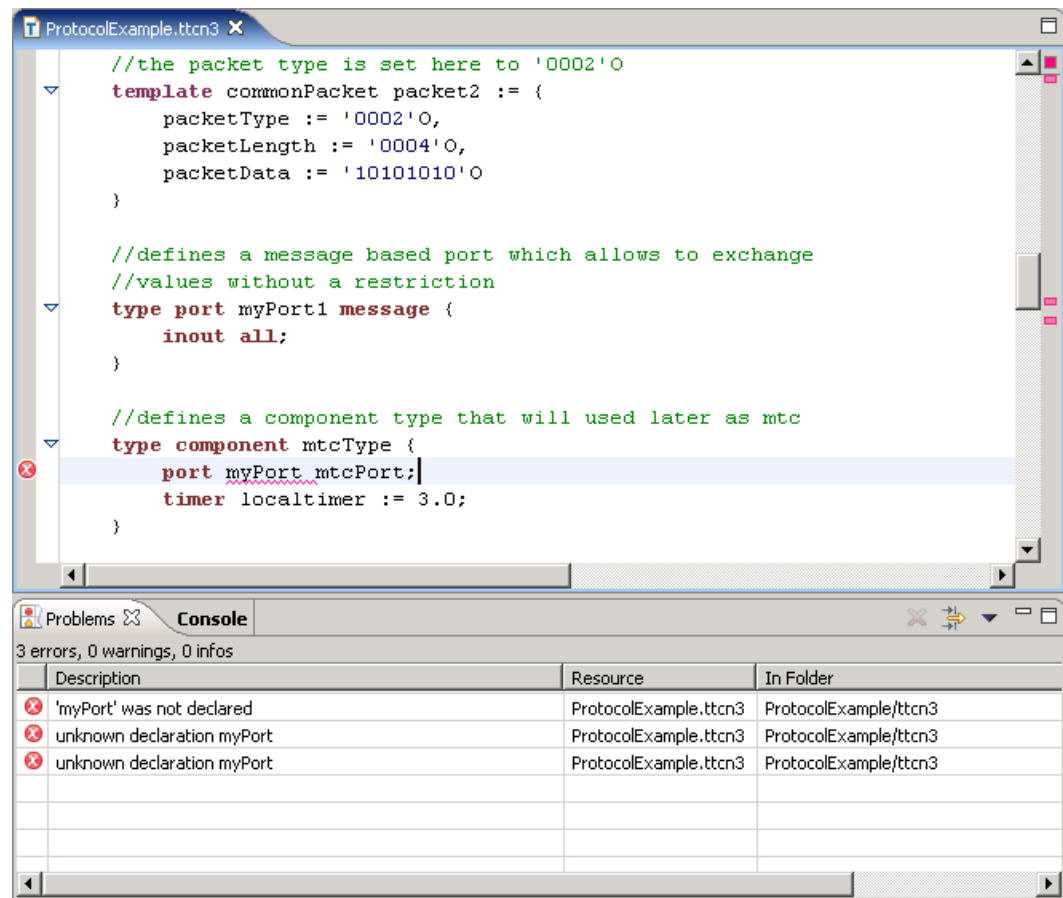 ProtocolExample.ttcn3
//the packet type is set here to '0002'O
template commonPacket packet2 := {
packetType := '0002'O,
packetLength := '0004'O,
packetData := '10101010'O
}
//defines a message based port which allows to exchange
//values without a restriction
type port myPort1 message {
inout all;
}
//defines a component type that will used later as mtc
type component mtcType {
port myPort mtcPort;
timer localtimer := 3.0;
}
Problems Console
3 errors, 0 warnings, 0 infos
Description Resource In Folder
'myPort' was not declared ProtocolExample.ttcn3 ProtocolExample/ttcn3
unknown declaration myPort ProtocolExample.ttcn3 ProtocolExample/ttcn3
unknown declaration myPort ProtocolExample.ttcn3 ProtocolExample/ttcn3